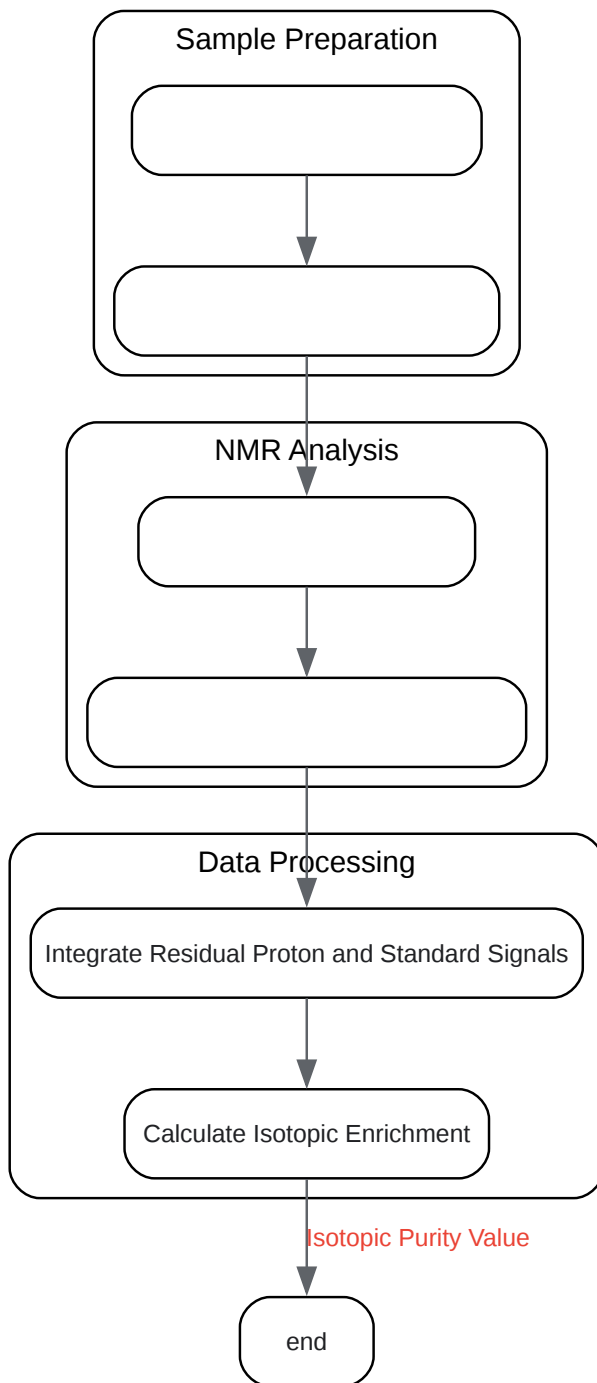 Sample Preparation
NMR Analysis
Data Processing
Integrate Residual Proton and Standard Signals
Calculate Isotopic Enrichment
Isotopic Purity Value
end